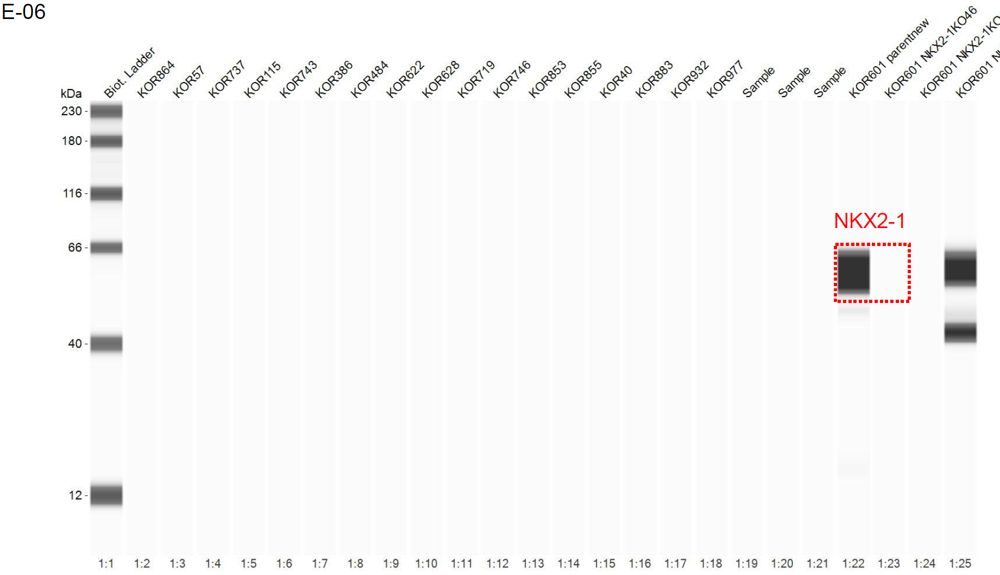 E-06
kDa
Biot. Ladder
KOR864
KOR57
KOR737
KOR115
KOR743
KOR386
KOR484
KOR622
KOR628
KOR719
KOR746
KOR853
KOR855
KOR40
KOR883
KOR932
KOR977
Sample
Sample
Sample
KOR601 parentnew
KOR601 NKX2-1KO46
KOR601 NKX2-1KO
KOR601
230
180
116
66
40
12
NKX2-1
1:1 1:2 1:3 1:4 1:5 1:6 1:7 1:8 1:9 1:10 1:11 1:12 1:13 1:14 1:15 1:16 1:17 1:18 1:19 1:20 1:21 1:22 1:23 1:24 1:25